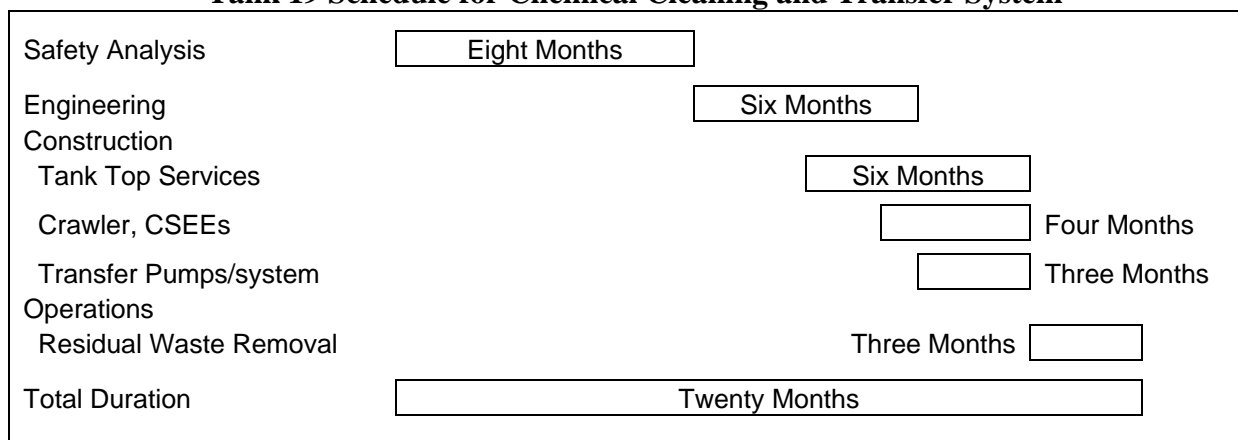 Tank 19 Schedule for Chemical Cleaning and Transfer System
Safety Analysis Eight Months
Engineering Six Months
Construction
Tank Top Services Six Months
Crawler, CSEEs Four Months
Transfer Pumps/system Three Months
Operations
Residual Waste Removal Three Months
Total Duration Twenty Months